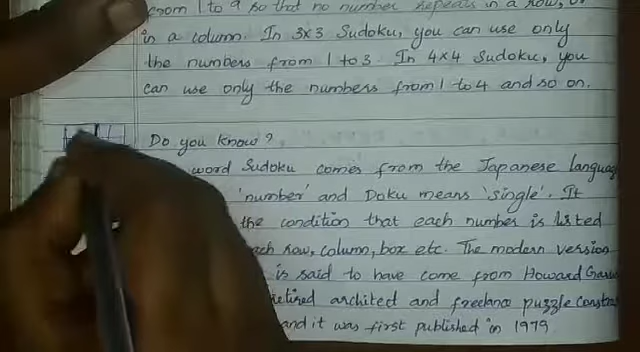 from 1 to 9 so that no number repeats in a row, or
in a column. In 3x3 Sudoku, you can use only
the numbers from 1 to 3. In 4x4 Sudoku, you
can use only the numbers from 1 to 4 and so on.
Do you know?
word Sudoku comes from the Japanese
'number' and Doku means 'single'. It
the condition that each number is listed
row, column, box etc. The modern version
is said to have come from Howard
architect and freelance puzzle
and it was first published in 1979